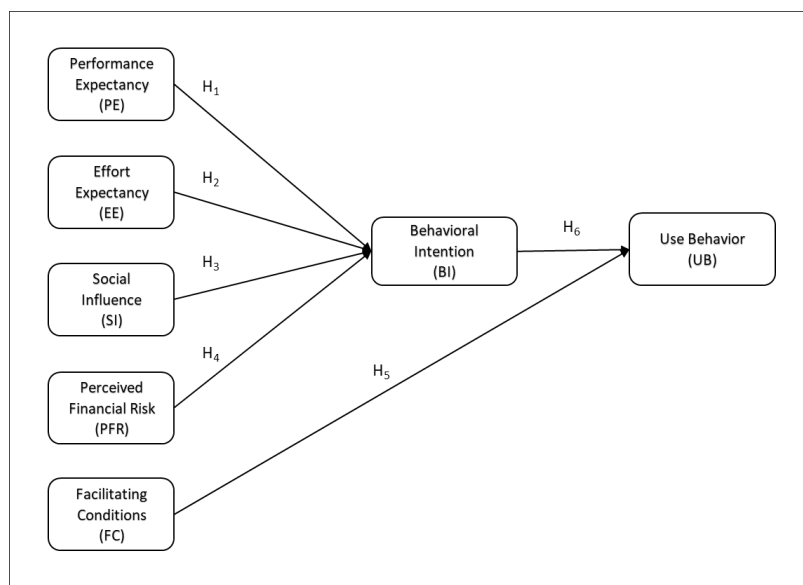 Performance
Expectancy
(PE)
H₁
Effort
Expectancy
(EE)
H₂
Social
Influence
(SI)
H₃
Perceived
Financial Risk
(PFR)
H₄
Facilitating
Conditions
(FC)
H₅
Behavioral
Intention
(BI)
H₆
Use Behavior
(UB)